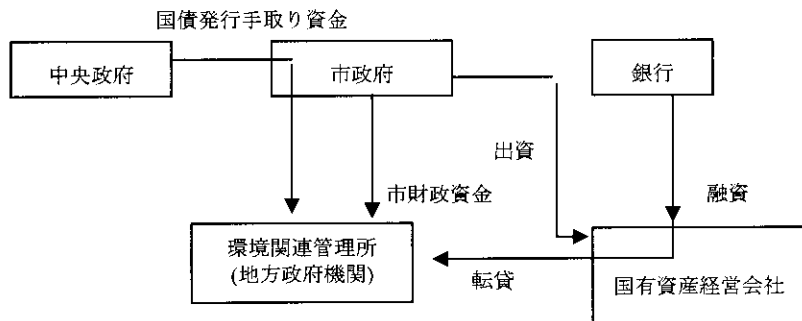 国債発行手取り資金
中央政府
市政府
銀行
出資
市財政資金
融資
環境関連管理所
(地方政府機関)
転貸
国有資産経営会社